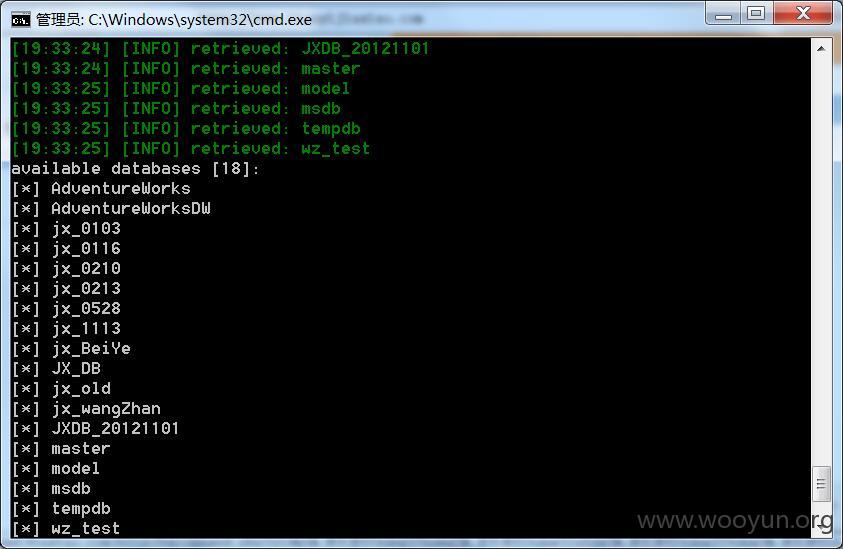 管理员: C:\Windows\system32\cmd.exe
[19:33:24] [INFO] retrieved: JXDB_20121101
[19:33:24] [INFO] retrieved: master
[19:33:25] [INFO] retrieved: model
[19:33:25] [INFO] retrieved: msdb
[19:33:25] [INFO] retrieved: tempdb
[19:33:25] [INFO] retrieved: wz_test
available databases [18]:
[*] AdventureWorks
[*] AdventureWorksDW
[*] jx_0103
[*] jx_0116
[*] jx_0210
[*] jx_0213
[*] jx_0528
[*] jx_1113
[*] jx_BeiYe
[*] JX_DB
[*] jx_old
[*] jx_wangZhan
[*] JXDB_20121101
[*] master
[*] model
[*] msdb
[*] tempdb
[*] wz_test
www.wooyun.org